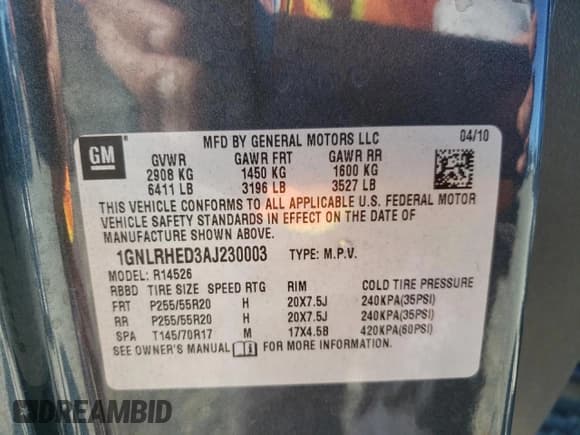 MFD BY GENERAL MOTORS LLC 04/10
GM GVWR GAWR FRT GAWR RR
2908 KG 1450 KG 1600 KG
6411 LB 3196 LB 3527 LB
THIS VEHICLE CONFORMS TO ALL APPLICABLE U.S. FEDERAL MOTOR
VEHICLE SAFETY STANDARDS IN EFFECT ON THE DATE OF
MANUFACTURE SHOWN ABOVE.
1GNLRHED3AJ230003 TYPE: M.P.V.
MODEL: R14526
RBBD TIRE SIZE SPEED RTG RIM COLD TIRE PRESSURE
FRT P255/55R20 H 20X7.5J 240KPA(35PSI)
RR P255/55R20 H 20X7.5J 240KPA(35PSI)
SPA T145/70R17 M 17X4.5B 420KPA(60PSI)
SEE OWNER'S MANUAL FOR MORE INFORMATION.
DREAMBID